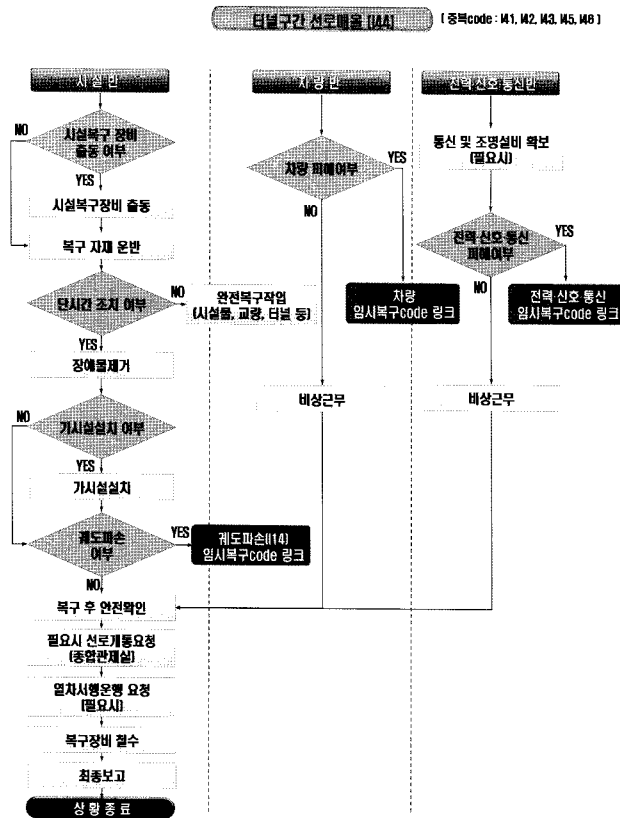 터널구간 선로매몰 [I44]
[ 중복code : I41, I42, I43, I45, I46 ]
시 설 반
시설복구 장비
출동 여부
NO
YES
시설복구장비 출동
복구 자재 운반
단시간 조치 여부
NO
완전복구작업
(시설물, 교량, 터널 등)
YES
장애물제거
NO
가시설설치 여부
YES
가시설설치
궤도파손
여부
YES
궤도파손(I14)
임시복구code 링크
NO
복구 후 안전확인
필요시 선로개통요청
(종합관제실)
열차시행운행 요청
(필요시)
복구장비 철수
최종보고
상 황 종 료
차 량 반
차량 피해여부
YES
NO
차량
임시복구code 링크
비상근무
전력·신호·통신반
통신 및 조명설비 확보
(필요시)
전력·신호·통신
피해여부
YES
NO
전력·신호·통신
임시복구code 링크
비상근무